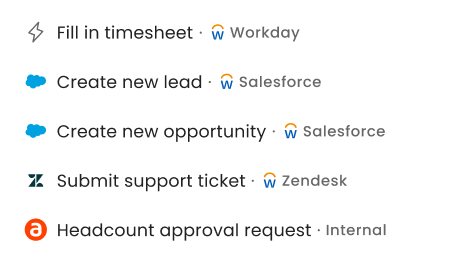 Fill in timesheet · Workday
Create new lead · Salesforce
Create new opportunity · Salesforce
Submit support ticket · Zendesk
Headcount approval request · Internal